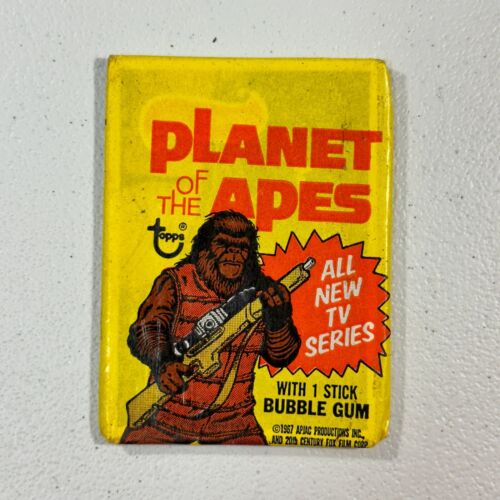 pLANET
OF
THE APES
topps®
ALL
NEW
TV
SERIES
WITH 1 STICK
BUBBLE GUM
©1967 APJAC PRODUCTIONS INC.,
AND 20th CENTURY FOX FILM CORP.